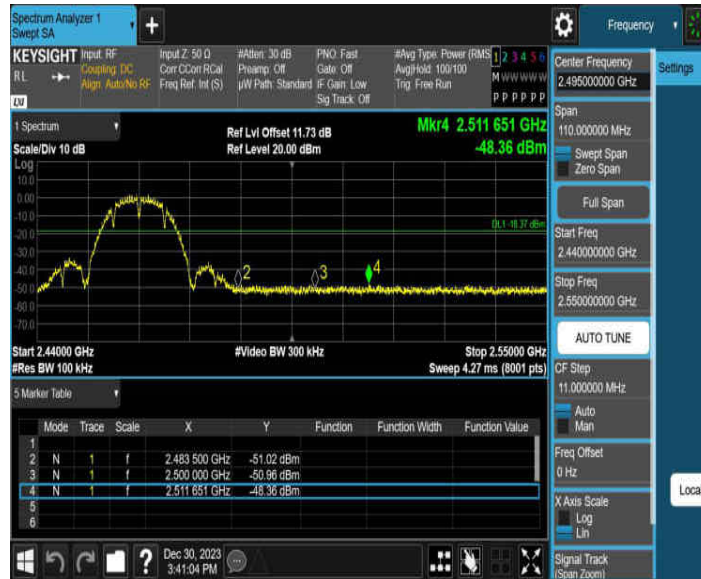 Spectrum Analyzer 1
Swept SA
+
Frequency
KEYSIGHT
RL
LXI
Input: RF
Coupling: DC
Align: Auto/No RF
Input Z: 50 Ω
Corr CCorr RCal
Freq Ref: Int (S)
#Atten: 30 dB
Preamp: Off
µW Path: Standard
PNO: Fast
Gate: Off
IF Gain: Low
Sig Track: Off
#Avg Type: Power (RMS)
Avg|Hold: 100/100
Trig: Free Run
1 2 3 4 5 6
M W W W W W
P P P P P P
Center Frequency
2.495000000 GHz
Settings
Span
110.000000 MHz
Swept Span
Zero Span
Full Span
Start Freq
2.440000000 GHz
Stop Freq
2.550000000 GHz
AUTO TUNE
CF Step
11.000000 MHz
Auto
Man
Freq Offset
0 Hz
X Axis Scale
Log
Lin
Signal Track
(Span Zoom)
Local
1 Spectrum
Scale/Div 10 dB
Ref Lvl Offset 11.73 dB
Ref Level 20.00 dBm
Mkr4 2.511 651 GHz
-48.36 dBm
Log
10.0
0.00
-10.0
-20.0
-30.0
-40.0
-50.0
-60.0
-70.0
DL1 -18.37 dBm
2
3
4
Start 2.44000 GHz
#Res BW 100 kHz
#Video BW 300 kHz
Stop 2.55000 GHz
Sweep 4.27 ms (8001 pts)
5 Marker Table
Mode Trace Scale X Y Function Function Width Function Value
1
2 N 1 f 2.483 500 GHz -51.02 dBm
3 N 1 f 2.500 000 GHz -50.96 dBm
4 N 1 f 2.511 651 GHz -48.36 dBm
5
6
?
Dec 30, 2023
3:41:04 PM